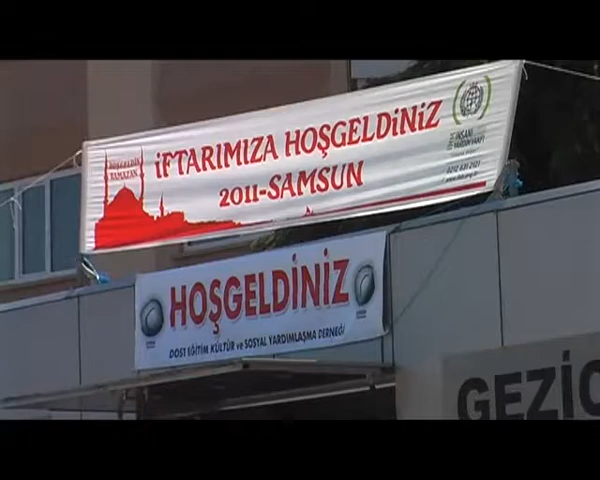 HOŞGELDİN
RAMAZAN
İFTARIMIZA HOŞGELDİNİZ
2011-SAMSUN
İNSANİ
YARDIM VAKFI
HOŞGELDİNİZ
DOST EĞİTİM KÜLTÜR ve SOSYAL YARDIMLAŞMA DERNEĞİ
GEZİC